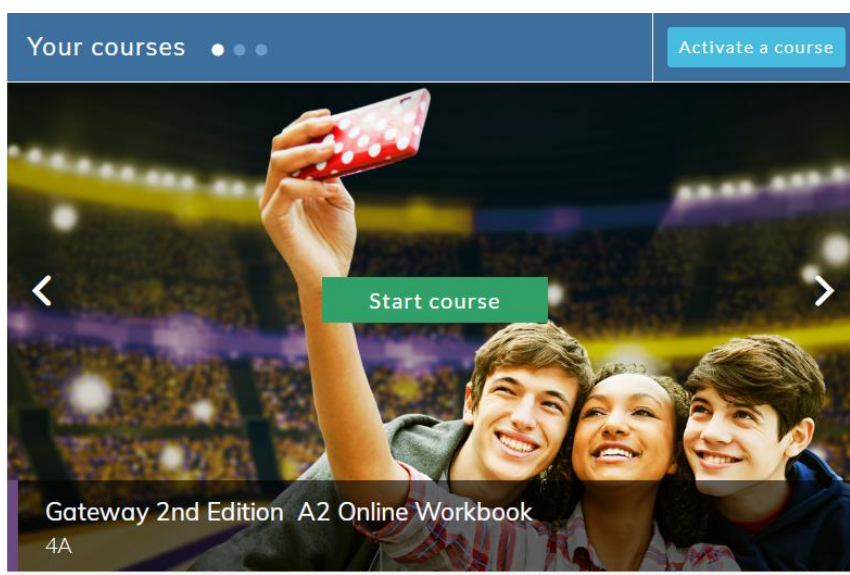 Your courses
Activate a course
Start course
Gateway 2nd Edition A2 Online Workbook
4A